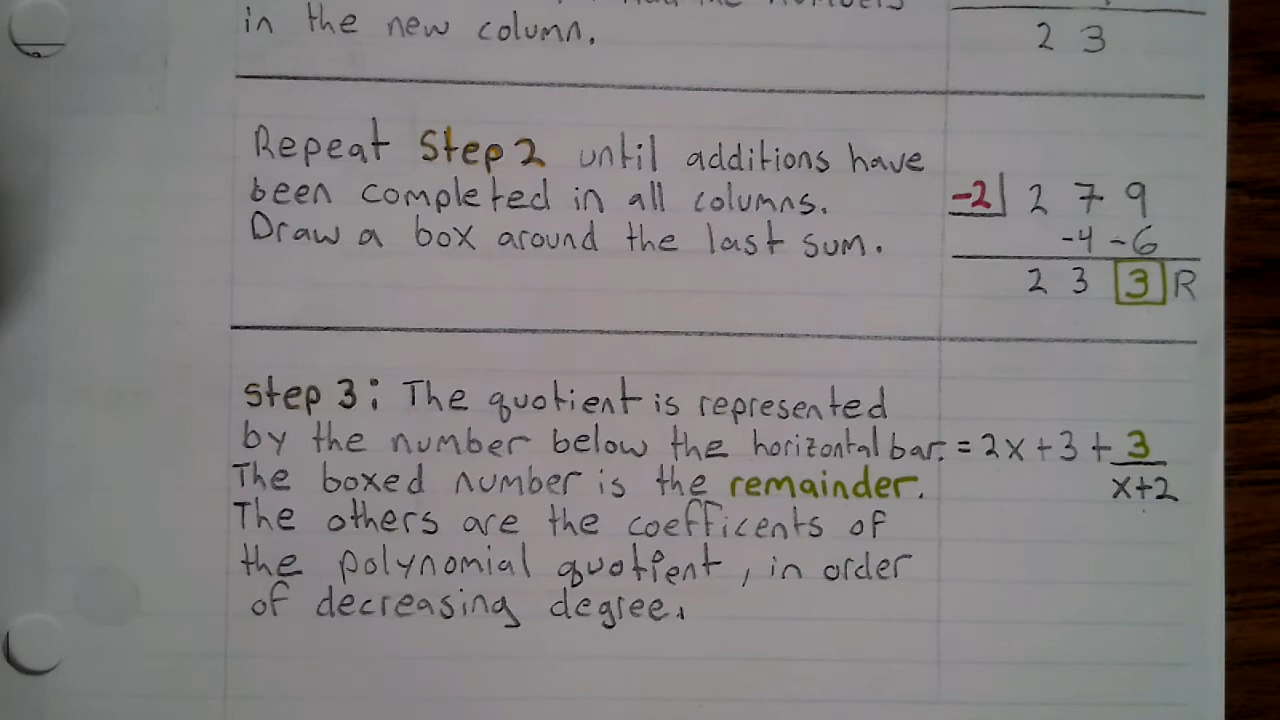 in the new column.
2 3
Repeat Step 2 until additions have
been completed in all columns.
Draw a box around the last sum.
-2 2 7 9
-4 -6
2 3 3 R
Step 3: The quotient is represented
by the number below the horizontal bar. = 2x + 3 + 3
x+2
The boxed number is the remainder.
The others are the coefficents of
the polynomial quotient, in order
of decreasing degree.